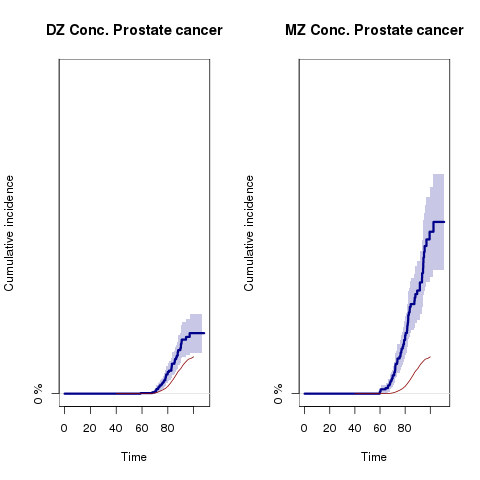 DZ Conc. Prostate cancer
Cumulative incidence
0 %
0 20 40 60 80
Time
MZ Conc. Prostate cancer
Cumulative incidence
0 %
0 20 40 60 80
Time